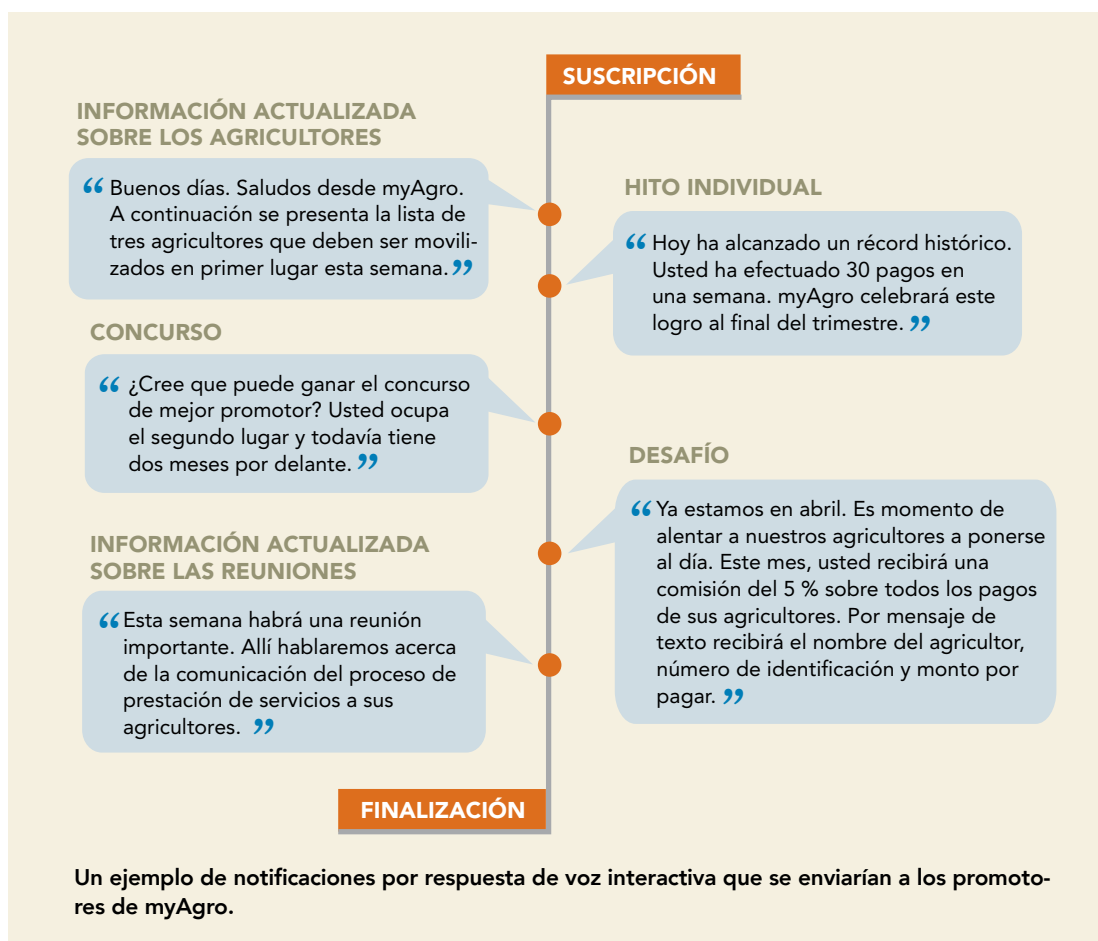 SUSCRIPCIÓN
INFORMACIÓN ACTUALIZADA
SOBRE LOS AGRICULTORES
“ Buenos días. Saludos desde myAgro.
A continuación se presenta la lista de
tres agricultores que deben ser movili-
zados en primer lugar esta semana. ”
HITO INDIVIDUAL
“ Hoy ha alcanzado un récord histórico.
Usted ha efectuado 30 pagos en
una semana. myAgro celebrará este
logro al final del trimestre. ”
CONCURSO
“ ¿Cree que puede ganar el concurso
de mejor promotor? Usted ocupa
el segundo lugar y todavía tiene
dos meses por delante. ”
DESAFÍO
“ Ya estamos en abril. Es momento de
alentar a nuestros agricultores a ponerse
al día. Este mes, usted recibirá una
comisión del 5 % sobre todos los pagos
de sus agricultores. Por mensaje de
texto recibirá el nombre del agricultor,
número de identificación y monto por
pagar. ”
INFORMACIÓN ACTUALIZADA
SOBRE LAS REUNIONES
“ Esta semana habrá una reunión
importante. Allí hablaremos acerca
de la comunicación del proceso de
prestación de servicios a sus
agricultores. ”
FINALIZACIÓN
Un ejemplo de notificaciones por respuesta de voz interactiva que se enviarían a los promoto-
res de myAgro.